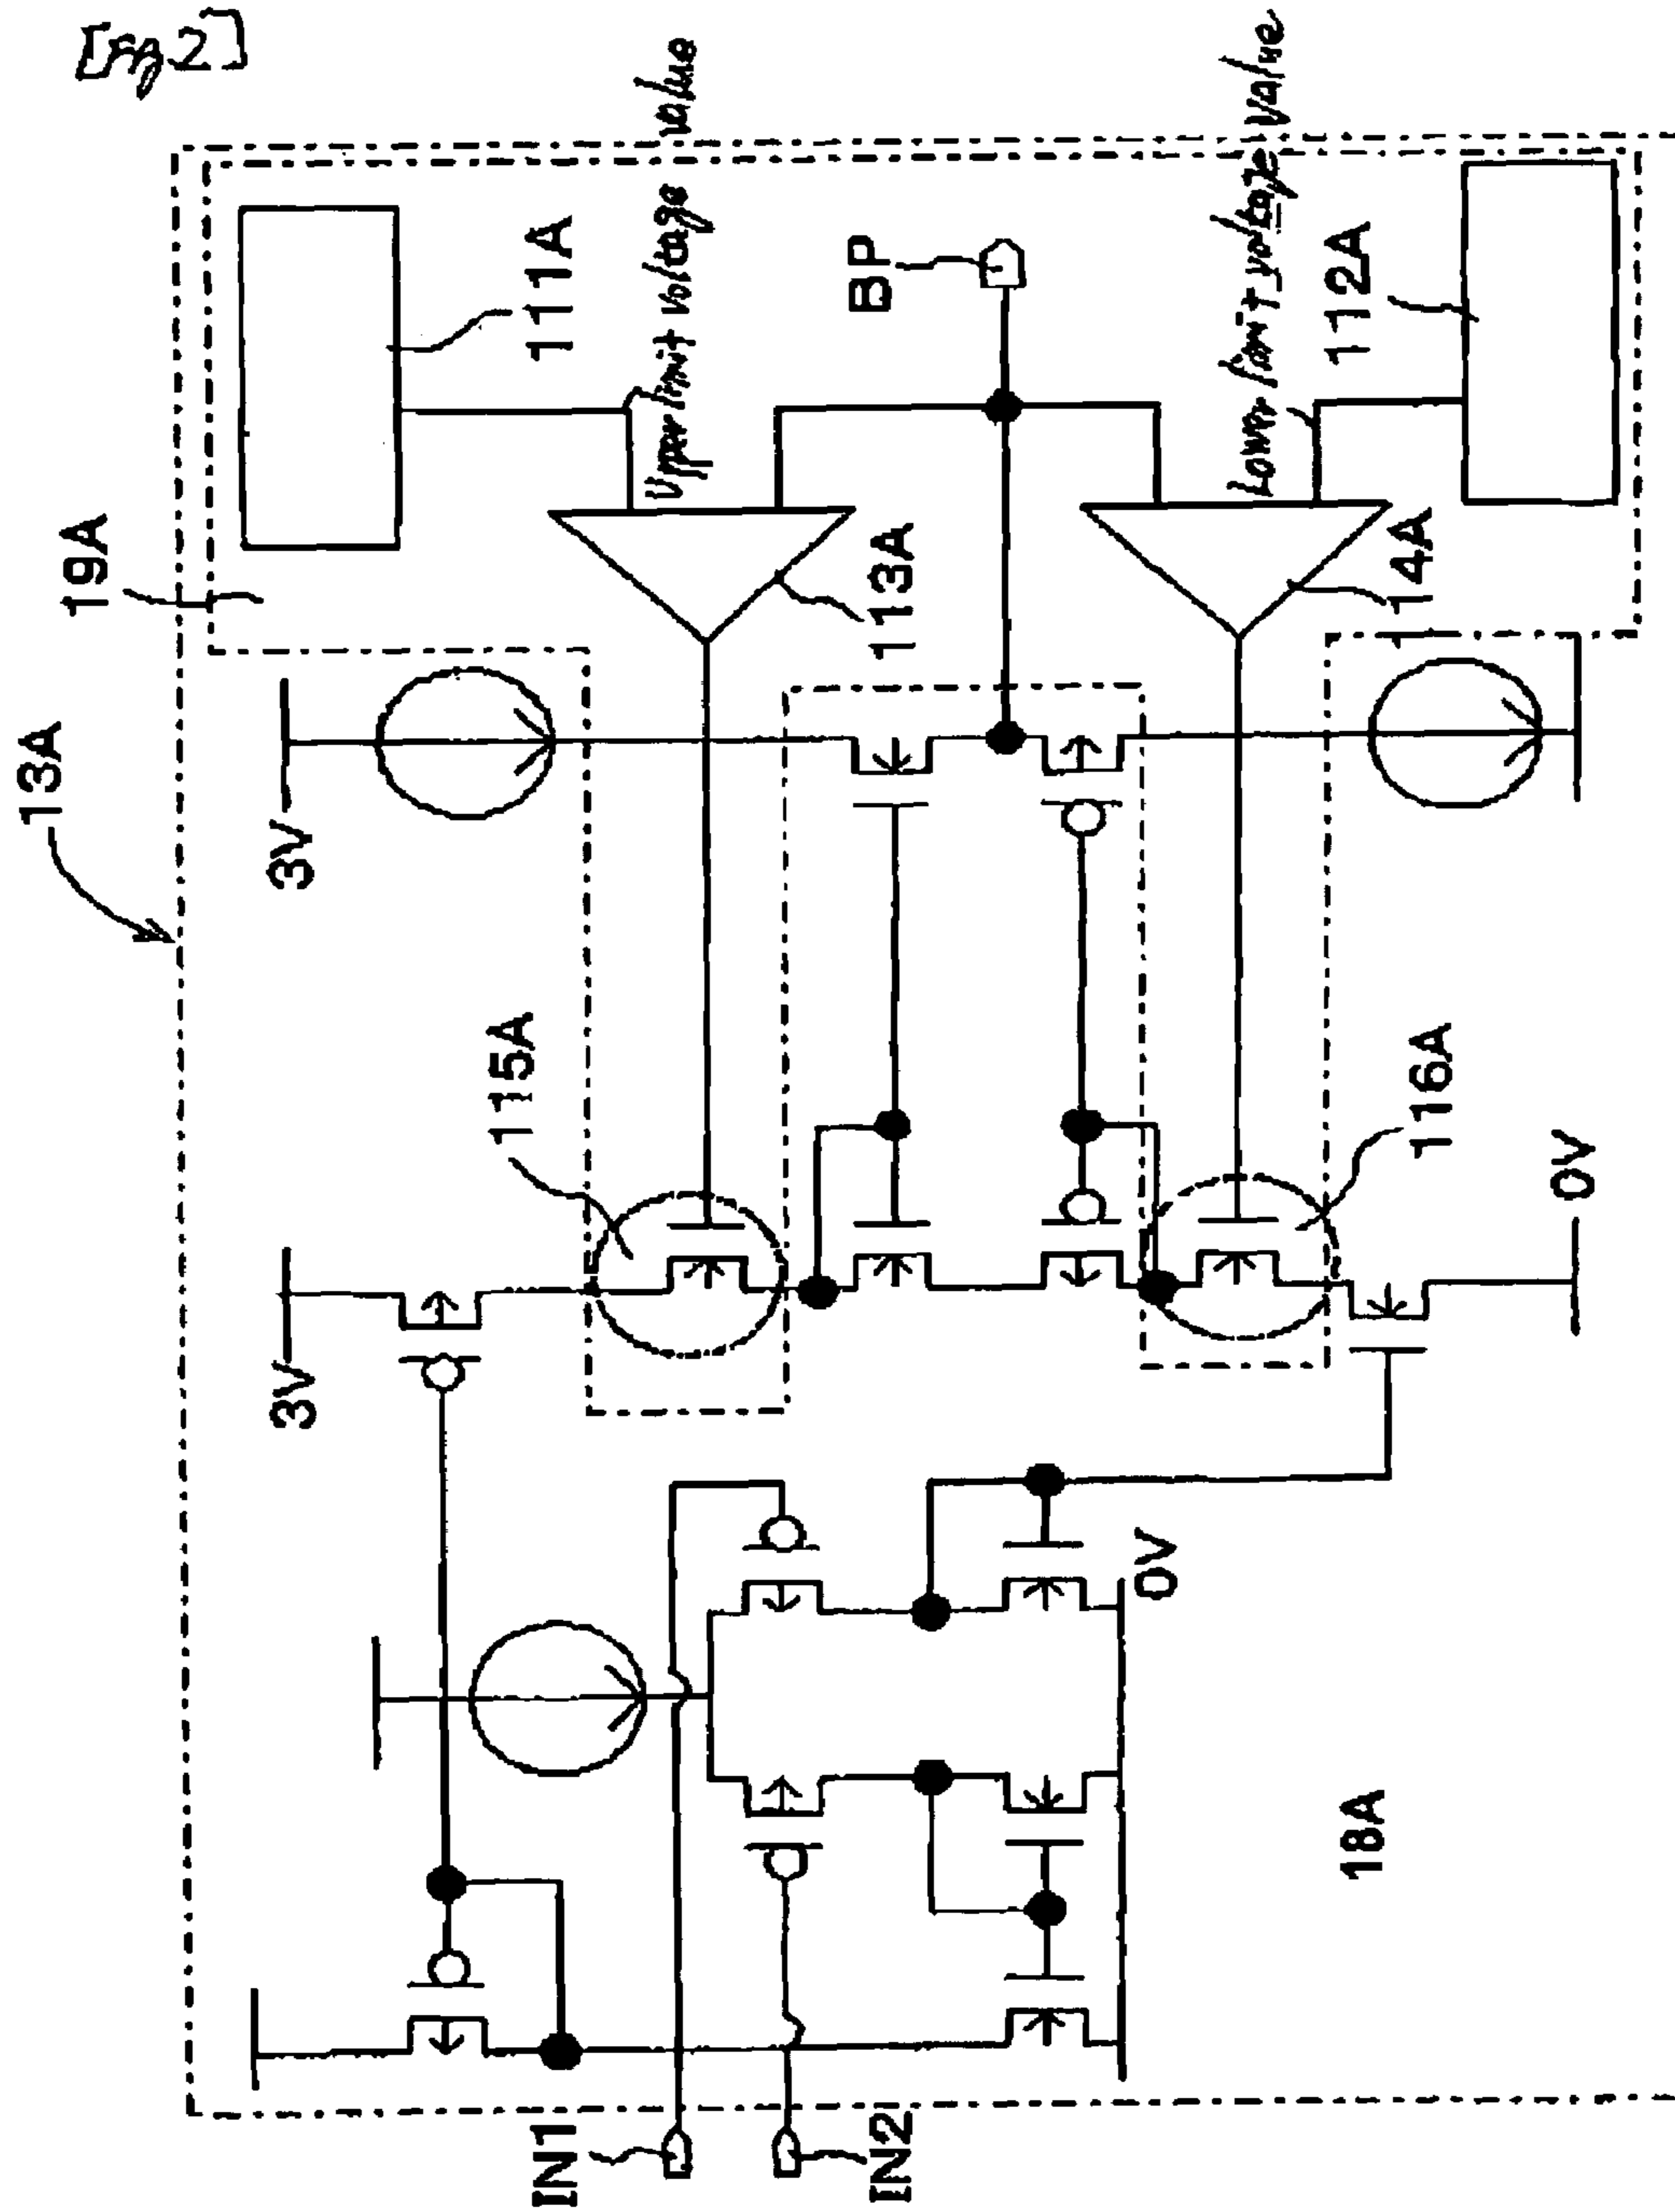 [Fig.2]
13A
19A
3V
3V
111A
Upper limit voltage value
115A
113A
BP
IN1
IN2
0V
Lower limit voltage value
114A
112A
116A
0V
18A